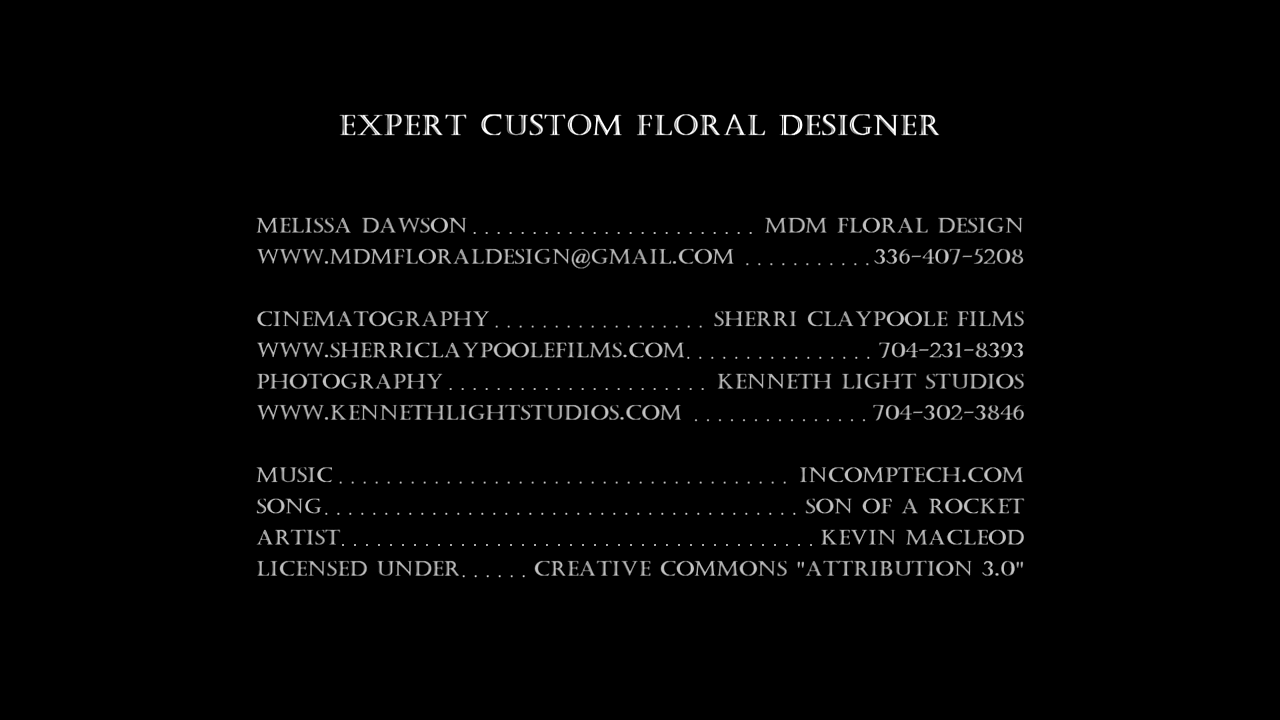 EXPERT CUSTOM FLORAL DESIGNER
MELISSA DAWSON........................ MDM FLORAL DESIGN
WWW.MDMFLORALDESIGN@GMAIL.COM ...........336-407-5208
CINEMATOGRAPHY.................. SHERRI CLAYPOOLE FILMS
WWW.SHERRICLAYPOOLEFILMS.COM................ 704-231-8393
PHOTOGRAPHY...................... KENNETH LIGHT STUDIOS
WWW.KENNETHLIGHTSTUDIOS.COM ...............704-302-3846
MUSIC...................................... INCOMPTECH.COM
SONG........................................ SON OF A ROCKET
ARTIST........................................ KEVIN MACLEOD
LICENSED UNDER...... CREATIVE COMMONS "ATTRIBUTION 3.0"